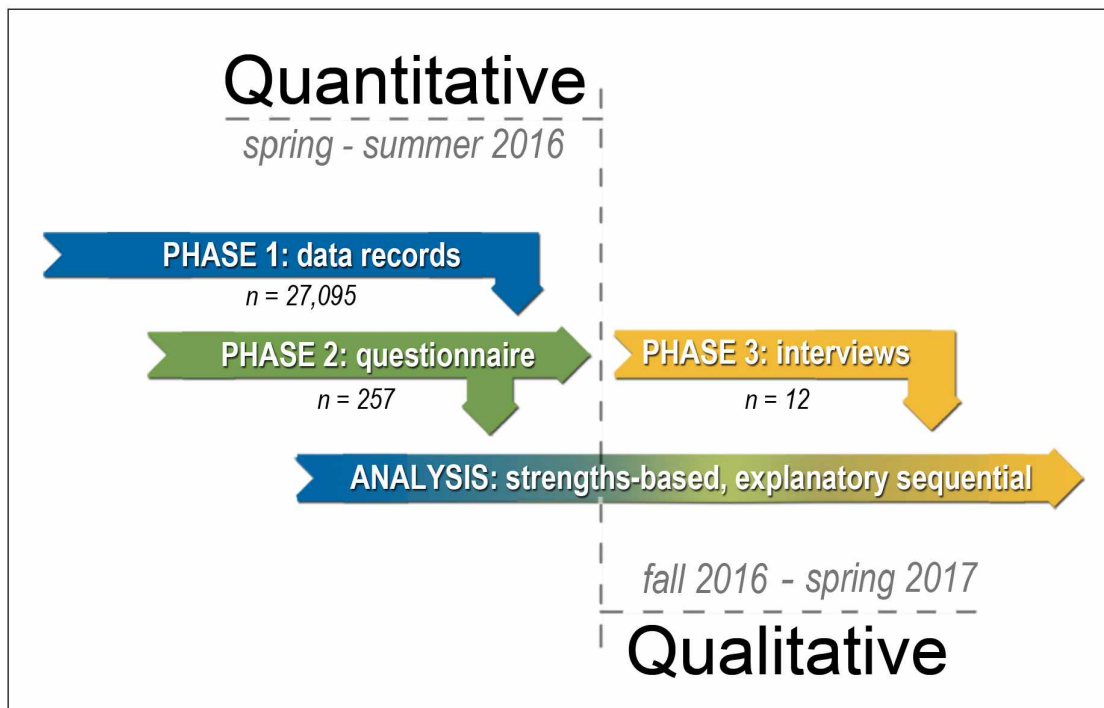 Quantitative
spring - summer 2016
PHASE 1: data records
n = 27,095
PHASE 2: questionnaire
n = 257
PHASE 3: interviews
n = 12
ANALYSIS: strengths-based, explanatory sequential
fall 2016 - spring 2017
Qualitative